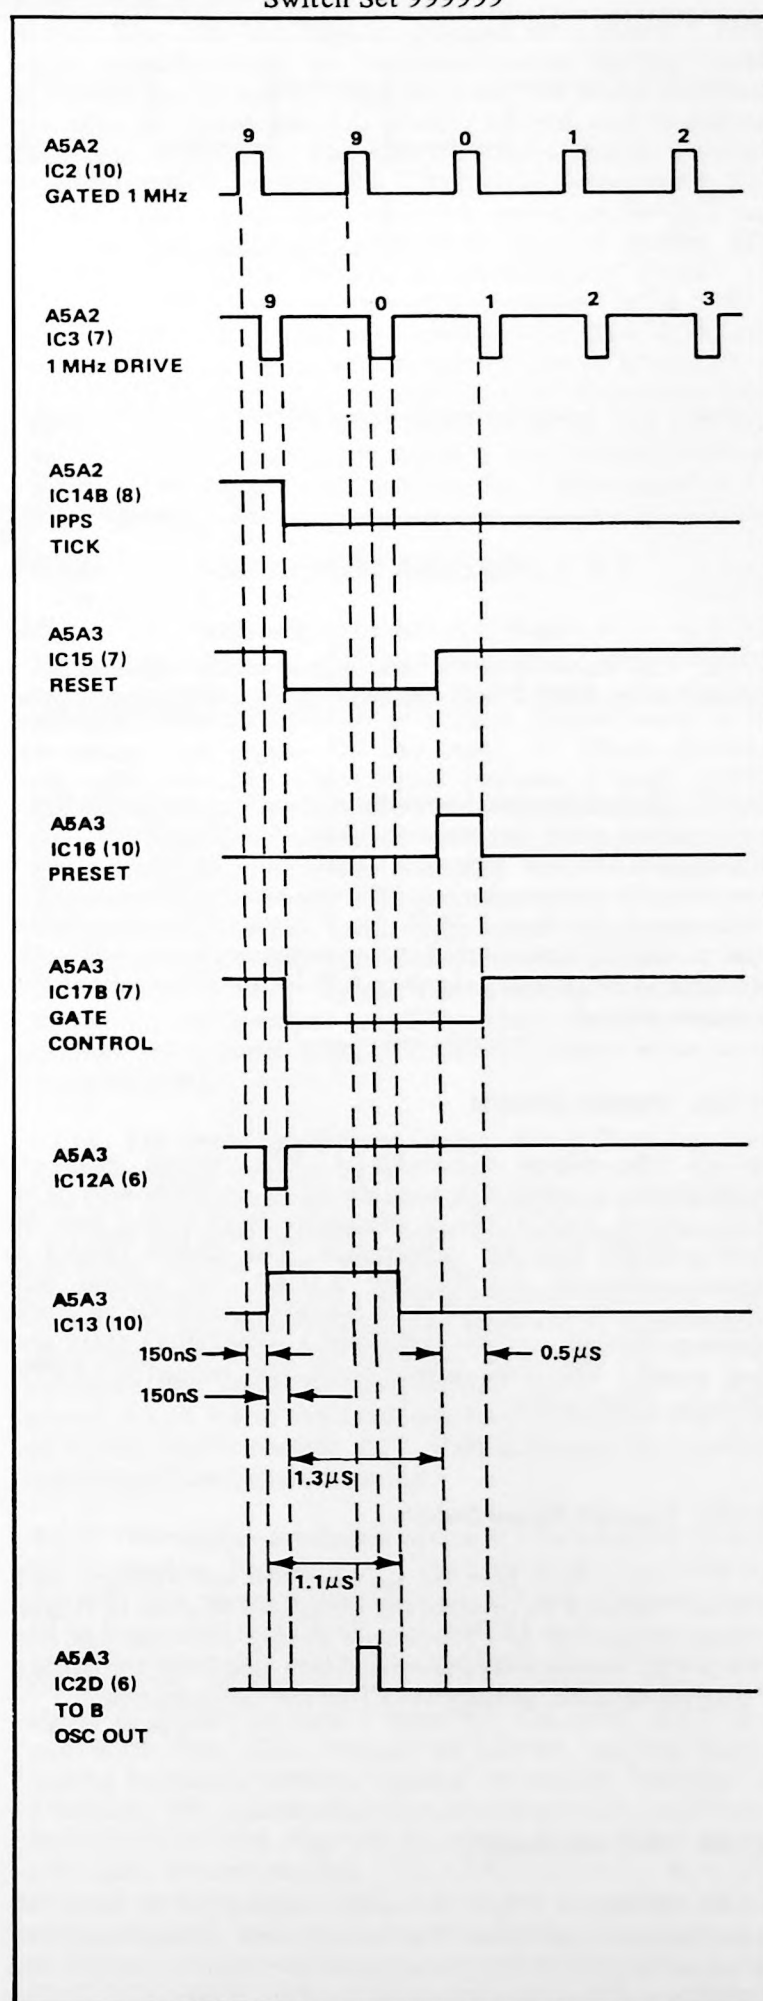 Switch Set 999999
9 9 0 1 2
A5A2
IC2 (10)
GATED 1 MHz
9 0 1 2 3
A5A2
IC3 (7)
1 MHz DRIVE
A5A2
IC14B (8)
IPPS
TICK
A5A3
IC15 (7)
RESET
A5A3
IC16 (10)
PRESET
A5A3
IC17B (7)
GATE
CONTROL
A5A3
IC12A (6)
A5A3
IC13 (10)
150nS 0.5μS
150nS
1.3μS
1.1μS
A5A3
IC2D (6)
TO B
OSC OUT